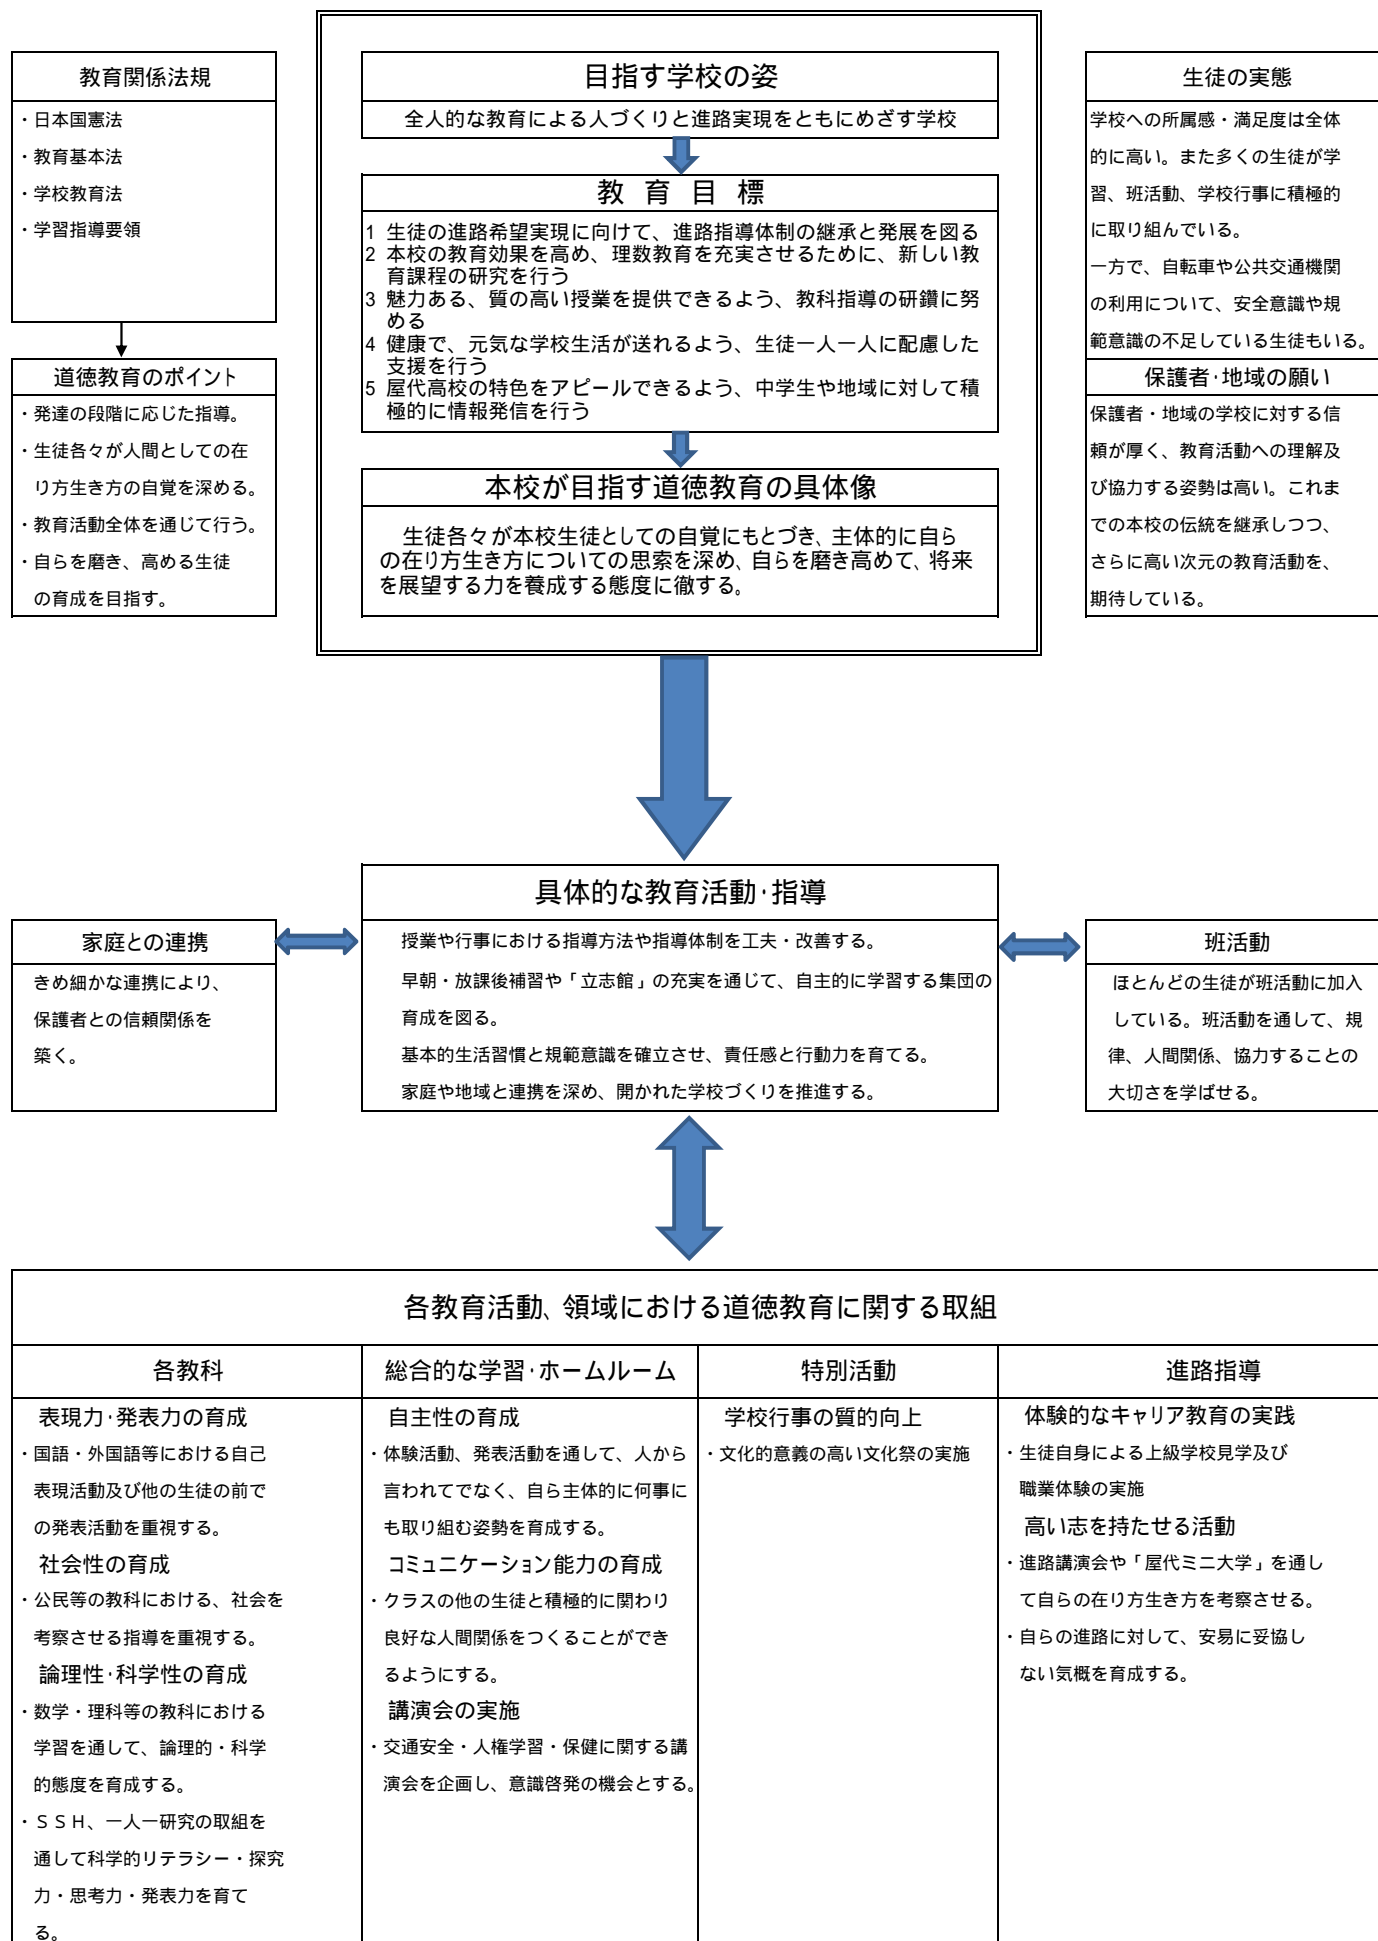 教育関係法規
・日本国憲法
・教育基本法
・学校教育法
・学習指導要領
道徳教育のポイント
・発達の段階に応じた指導。
・生徒各々が人間としての在
り方生き方の自覚を深める。
・教育活動全体を通じて行う。
・自らを磨き、高める生徒
の育成を目指す。
目指す学校の姿
全人的な教育による人づくりと進路実現をともにめざす学校
教 育 目 標
1 生徒の進路希望実現に向けて、進路指導体制の継承と発展を図る
2 本校の教育効果を高め、理数教育を充実させるために、新しい教
育課程の研究を行う
3 魅力ある、質の高い授業を提供できるよう、教科指導の研鑽に努
める
4 健康で、元気な学校生活が送れるよう、生徒一人一人に配慮した
支援を行う
5 屋代高校の特色をアピールできるよう、中学生や地域に対して積
極的に情報発信を行う
本校が目指す道徳教育の具体像
生徒各々が本校生徒としての自覚にもとづき、主体的に自ら
の在り方生き方についての思索を深め、自らを磨き高めて、将来
を展望する力を養成する態度に徹する。
生徒の実態
学校への所属感・満足度は全体
的に高い。また多くの生徒が学
習、班活動、学校行事に積極的
に取り組んでいる。
一方で、自転車や公共交通機関
の利用について、安全意識や規
範意識の不足している生徒もいる。
保護者・地域の願い
保護者・地域の学校に対する信
頼が厚く、教育活動への理解及
び協力する姿勢は高い。これま
での本校の伝統を継承しつつ、
さらに高い次元の教育活動を、
期待している。
家庭との連携
きめ細かな連携により、
保護者との信頼関係を
築く。
具体的な教育活動・指導
授業や行事における指導方法や指導体制を工夫・改善する。
早朝・放課後補習や「立志館」の充実を通じて、自主的に学習する集団の
育成を図る。
基本的生活習慣と規範意識を確立させ、責任感と行動力を育てる。
家庭や地域と連携を深め、開かれた学校づくりを推進する。
班活動
ほとんどの生徒が班活動に加入
している。班活動を通して、規
律、人間関係、協力することの
大切さを学ばせる。
各教育活動、領域における道徳教育に関する取組
各教科
表現力・発表力の育成
・国語・外国語等における自己
表現活動及び他の生徒の前で
の発表活動を重視する。
社会性の育成
・公民等の教科における、社会を
考察させる指導を重視する。
論理性・科学性の育成
・数学・理科等の教科における
学習を通して、論理的・科学
的態度を育成する。
・ＳＳＨ、一人一研究の取組を
通して科学的リテラシー・探究
力・思考力・発表力を育て
る。
総合的な学習・ホームルーム
自主性の育成
・体験活動、発表活動を通して、人から
言われてでなく、自ら主体的に何事に
も取り組む姿勢を育成する。
コミュニケーション能力の育成
・クラスの他の生徒と積極的に関わり
良好な人間関係をつくることができ
るようにする。
講演会の実施
・交通安全・人権学習・保健に関する講
演会を企画し、意識啓発の機会とする。
特別活動
学校行事の質的向上
・文化的意義の高い文化祭の実施
進路指導
体験的なキャリア教育の実践
・生徒自身による上級学校見学及び
職業体験の実施
高い志を持たせる活動
・進路講演会や「屋代ミニ大学」を通し
て自らの在り方生き方を考察させる。
・自らの進路に対して、安易に妥協し
ない気概を育成する。